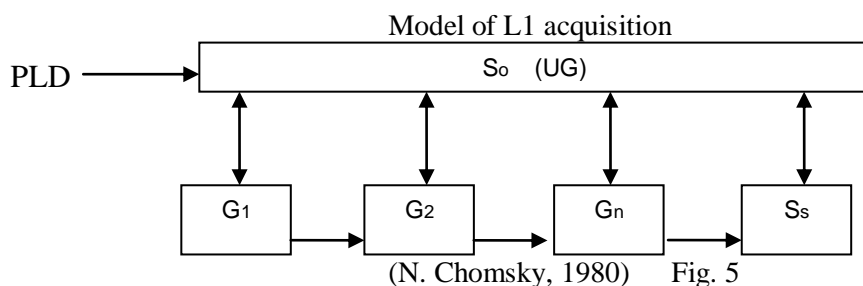 Model of L1 acquisition
PLD
So (UG)
G1 G2 Gn Ss
(N. Chomsky, 1980) Fig. 5